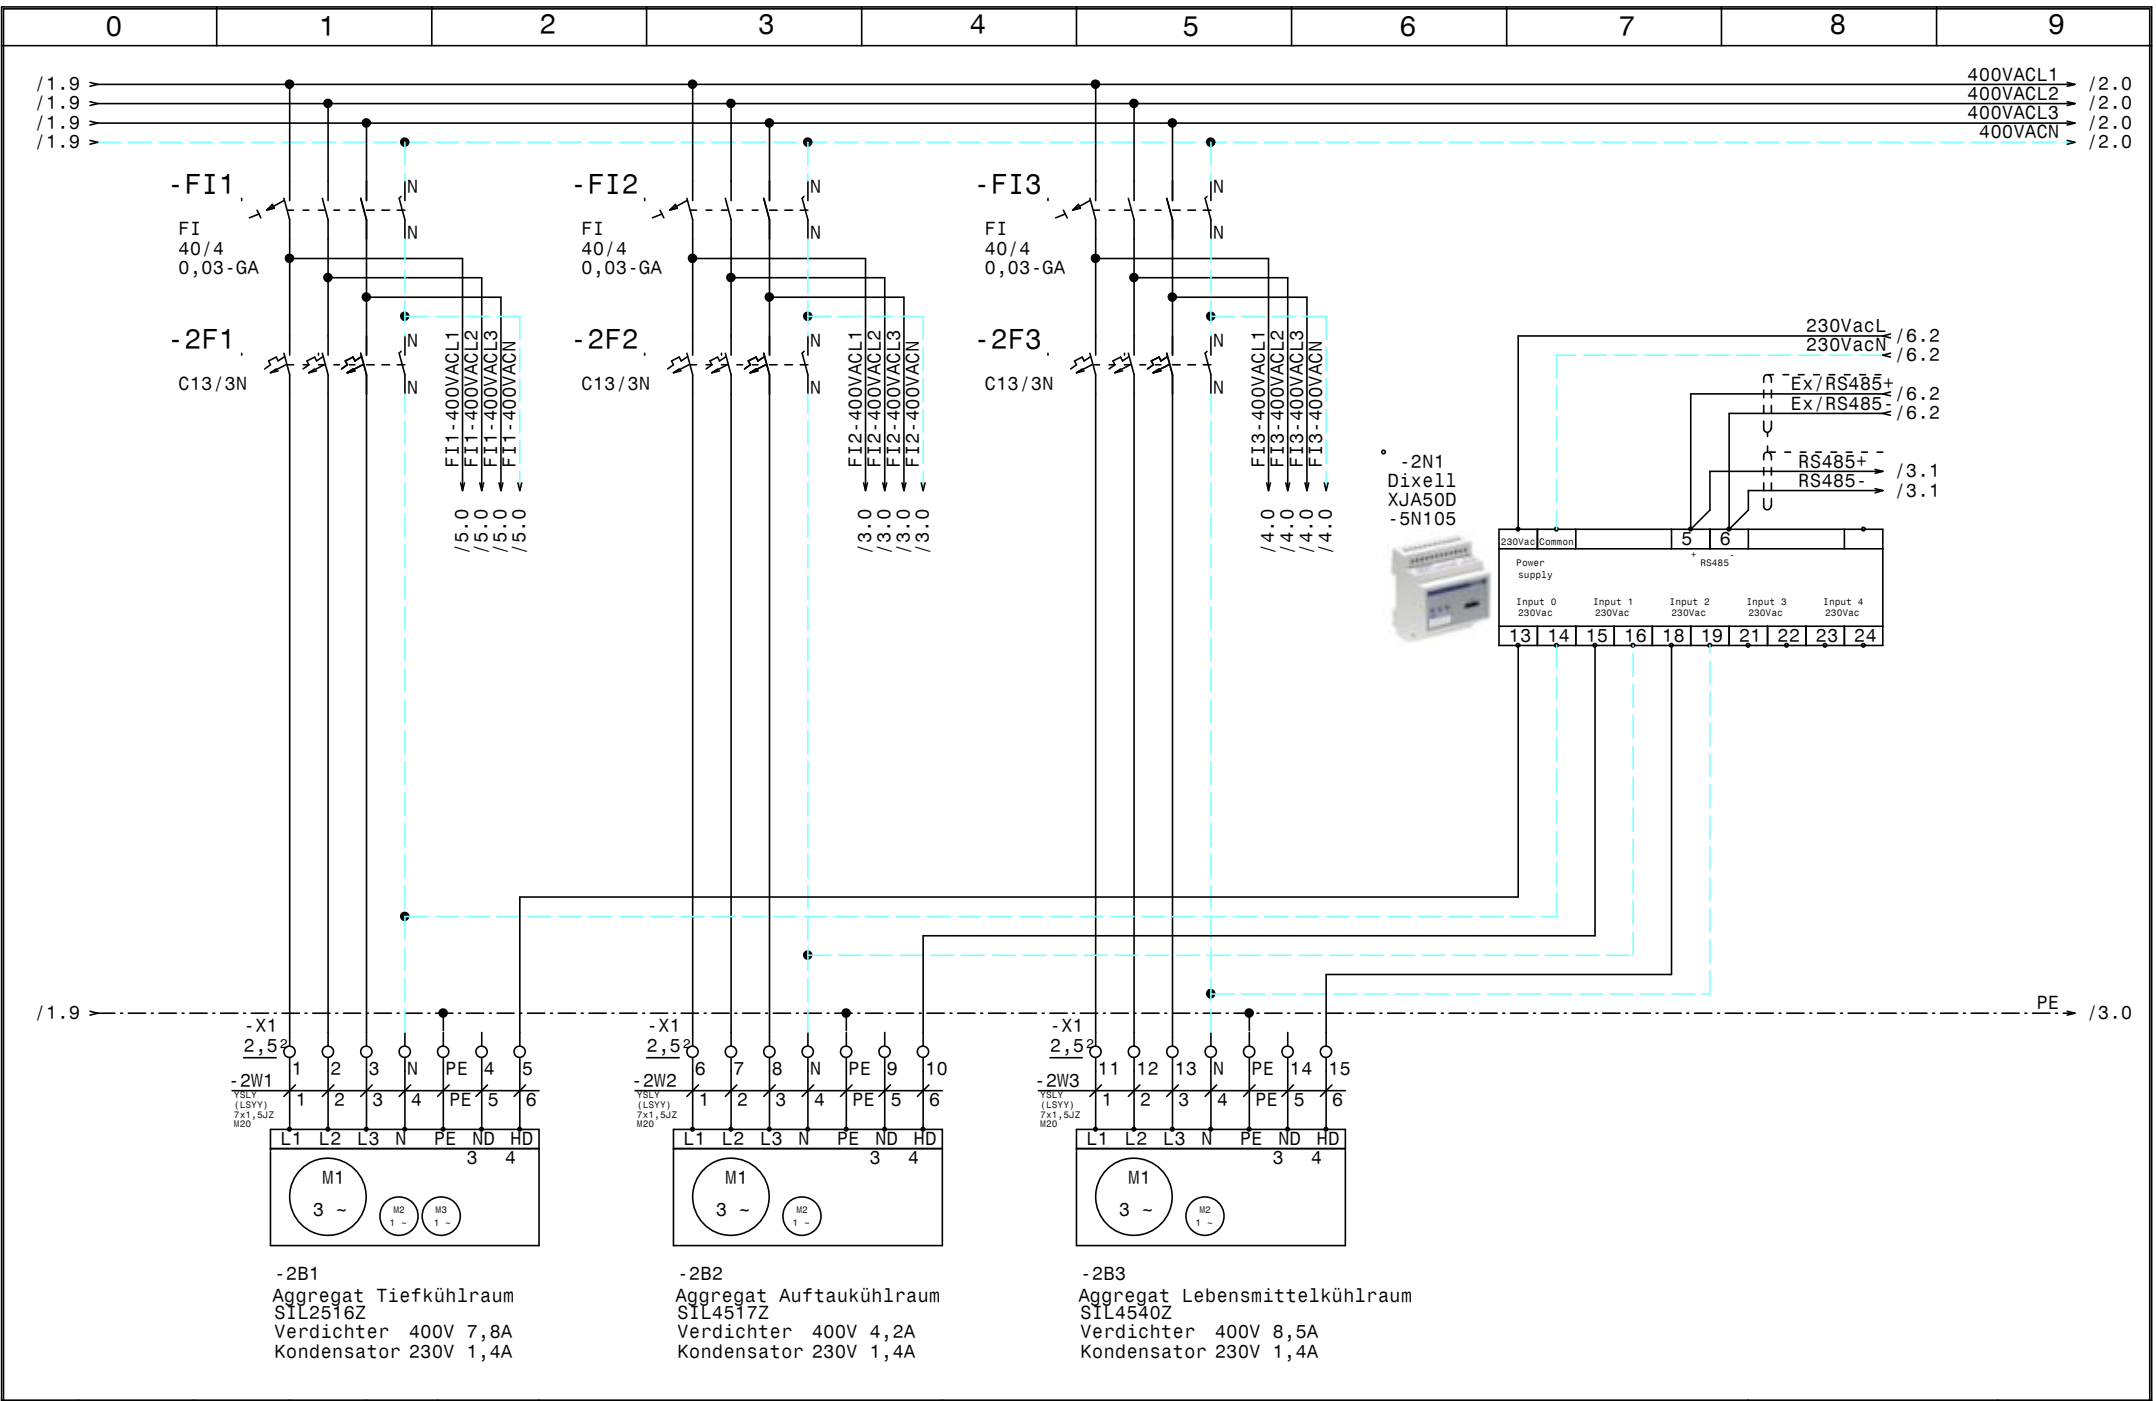 0 1 2 3 4 5 6 7 8 9
/1.9 400VACL1 /2.0
/1.9 400VACL2 /2.0
/1.9 400VACL3 /2.0
/1.9 400VACN /2.0
-FI1
FI
40/4
0,03-GA
N
N
-2F1
C13/3N
N
N
FI1-400VACL1
FI1-400VACL2
FI1-400VACL3
FI1-400VACN
/5.0
/5.0
/5.0
/5.0
-FI2
FI
40/4
0,03-GA
N
N
-2F2
C13/3N
N
N
FI2-400VACL1
FI2-400VACL2
FI2-400VACL3
FI2-400VACN
/3.0
/3.0
/3.0
/3.0
-FI3
FI
40/4
0,03-GA
N
N
-2F3
C13/3N
N
N
FI3-400VACL1
FI3-400VACL2
FI3-400VACL3
FI3-400VACN
/4.0
/4.0
/4.0
/4.0
230VacL /6.2
230VacN /6.2
Ex/RS485+ /6.2
Ex/RS485- /6.2
RS485+ /3.1
RS485- /3.1
-2N1
Dixell
XJA50D
-5N105
230Vac Common 5 6
+ -
RS485
Power
supply
Input 0 Input 1 Input 2 Input 3 Input 4
230Vac 230Vac 230Vac 230Vac 230Vac
13 14 15 16 18 19 21 22 23 24
/1.9 PE /3.0
-X1
2,5²
1 2 3 N PE 4 5
-2W1
YSLY
(LSYY)
7x1,5JZ
M20
1 2 3 4 PE 5 6
L1 L2 L3 N PE ND HD
3 4
M1
3 ~
M2
1 ~
M3
1 ~
-2B1
Aggregat Tiefkühlraum
SIL2516Z
Verdichter 400V 7,8A
Kondensator 230V 1,4A
-X1
2,5²
6 7 8 N PE 9 10
-2W2
YSLY
(LSYY)
7x1,5JZ
M20
1 2 3 4 PE 5 6
L1 L2 L3 N PE ND HD
3 4
M1
3 ~
M2
1 ~
-2B2
Aggregat Auftaukühlraum
SIL4517Z
Verdichter 400V 4,2A
Kondensator 230V 1,4A
-X1
2,5²
11 12 13 N PE 14 15
-2W3
YSLY
(LSYY)
7x1,5JZ
M20
1 2 3 4 PE 5 6
L1 L2 L3 N PE ND HD
3 4
M1
3 ~
M2
1 ~
-2B3
Aggregat Lebensmittelkühlraum
SIL4540Z
Verdichter 400V 8,5A
Kondensator 230V 1,4A